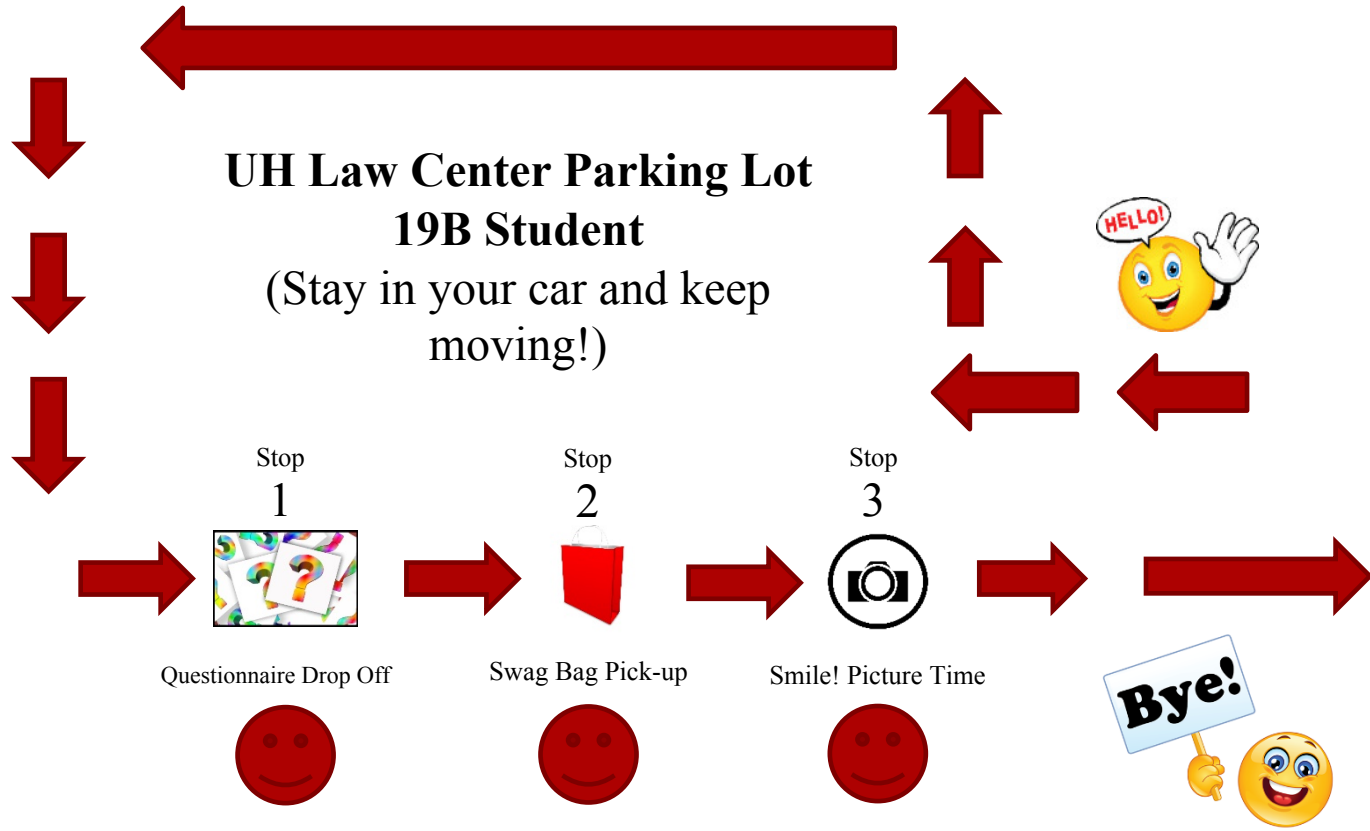 UH Law Center Parking Lot
19B Student
(Stay in your car and keep
moving!)
HELLO!
Stop
1
Stop
2
Stop
3
? ?
Questionnaire Drop Off
Swag Bag Pick-up
Smile! Picture Time
Bye!